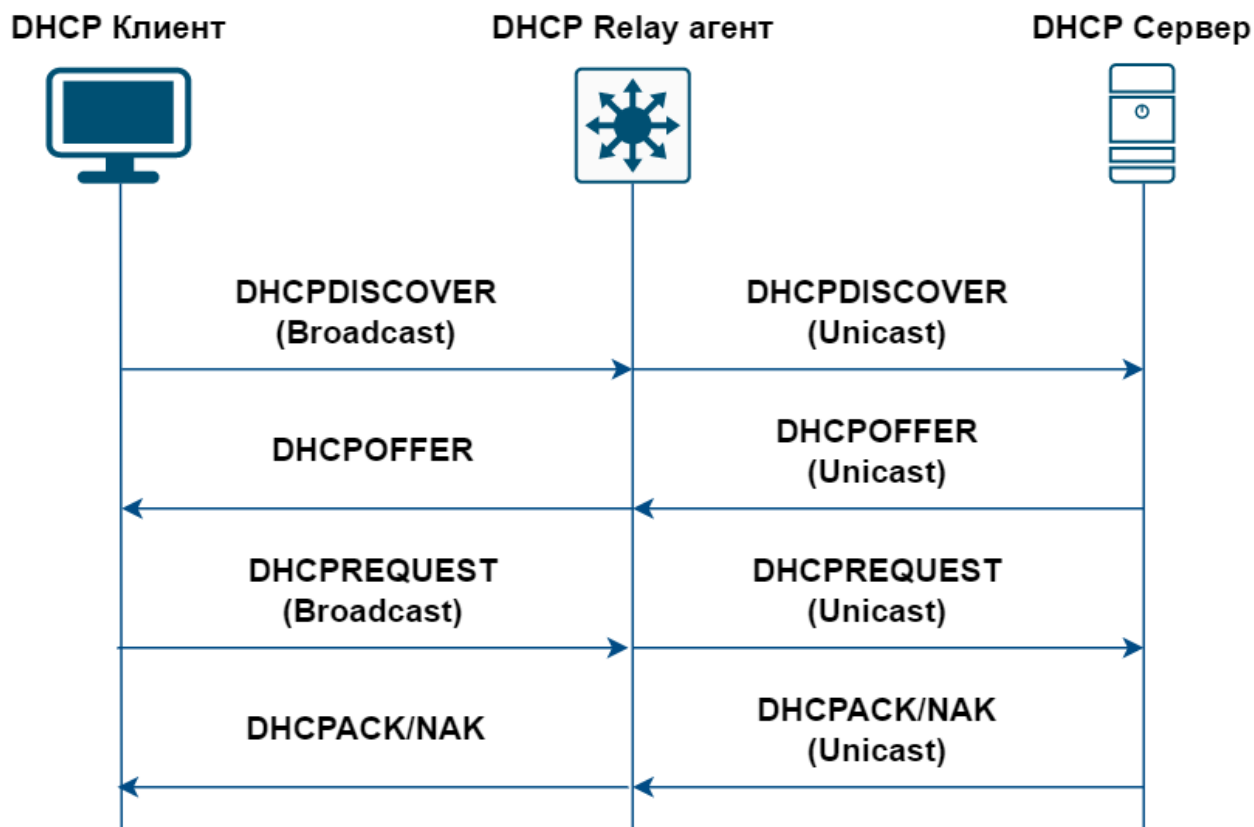 DHCP Клиент
DHCP Relay агент
DHCP Сервер
DHCPDISCOVER
(Broadcast)
DHCPDISCOVER
(Unicast)
DHCPOFFER
DHCPOFFER
(Unicast)
DHCPREQUEST
(Broadcast)
DHCPREQUEST
(Unicast)
DHCPACK/NAK
DHCPACK/NAK
(Unicast)